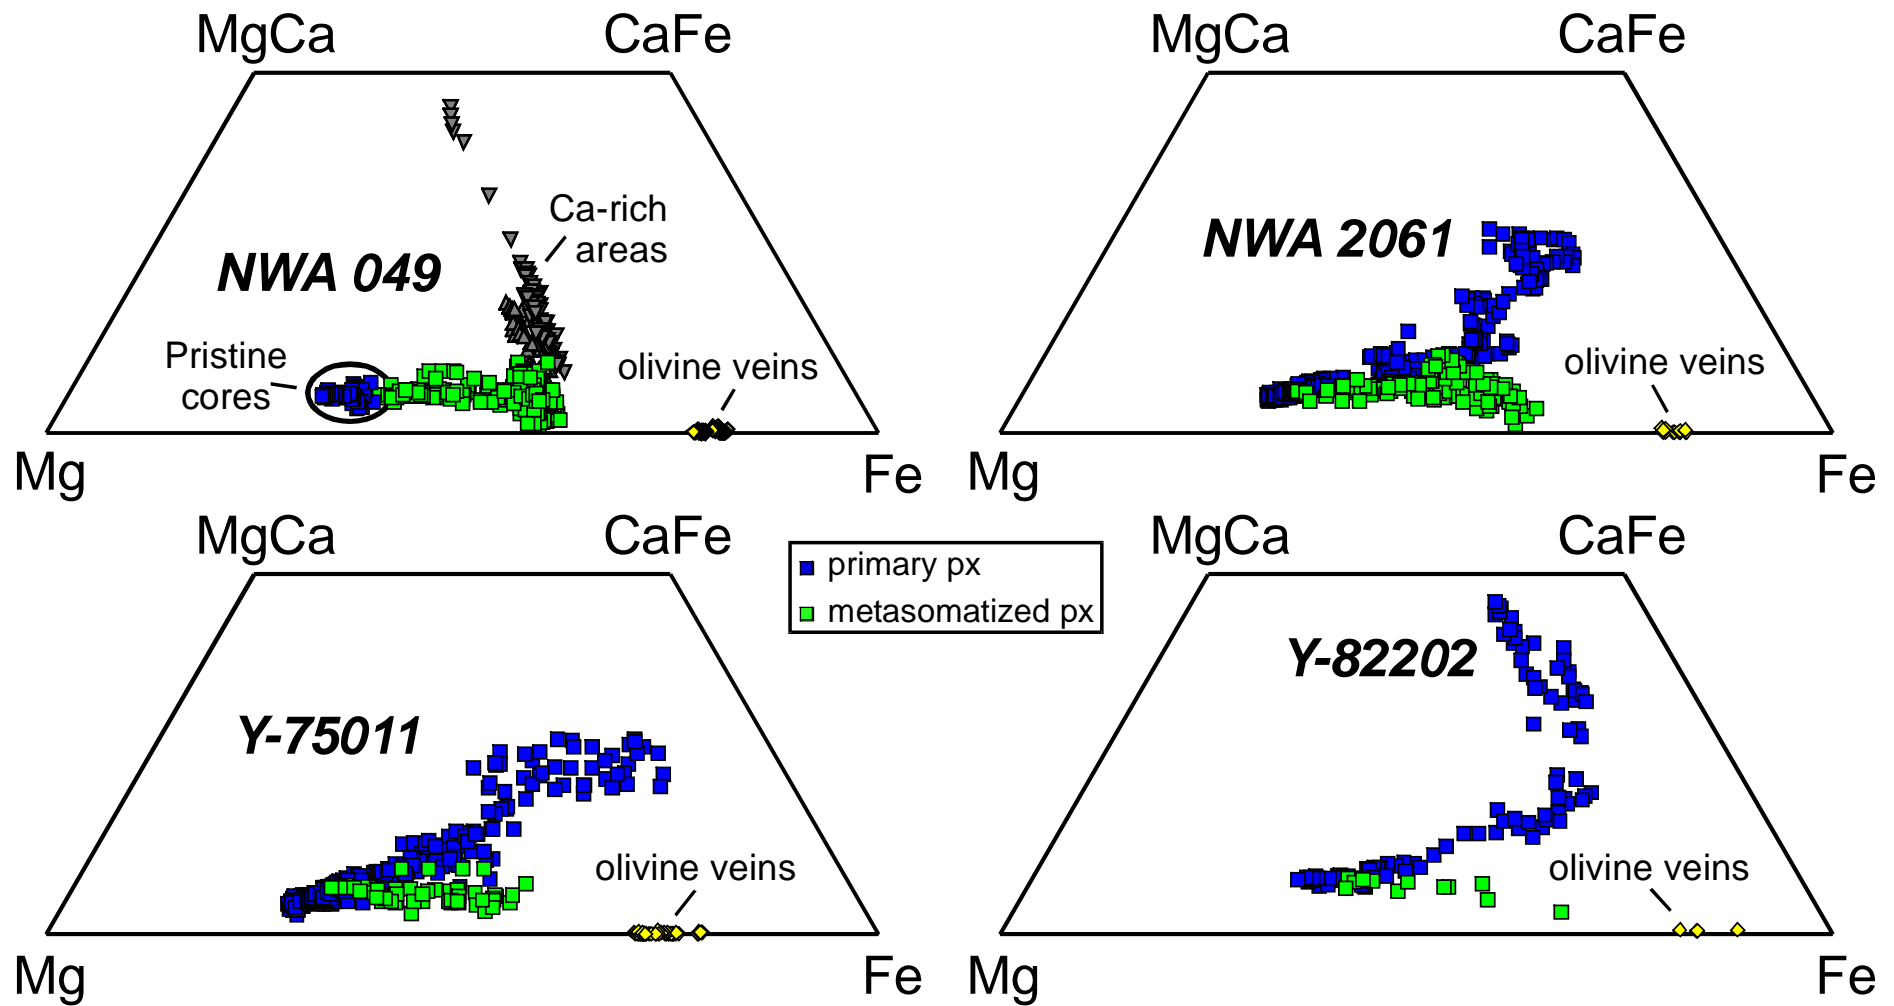 MgCa CaFe
NWA 049
Ca-rich
areas
Pristine
cores
olivine veins
Mg Fe
MgCa CaFe
NWA 2061
olivine veins
Mg Fe
primary px
metasomatized px
MgCa CaFe
Y-75011
olivine veins
Mg Fe
MgCa CaFe
Y-82202
olivine veins
Mg Fe